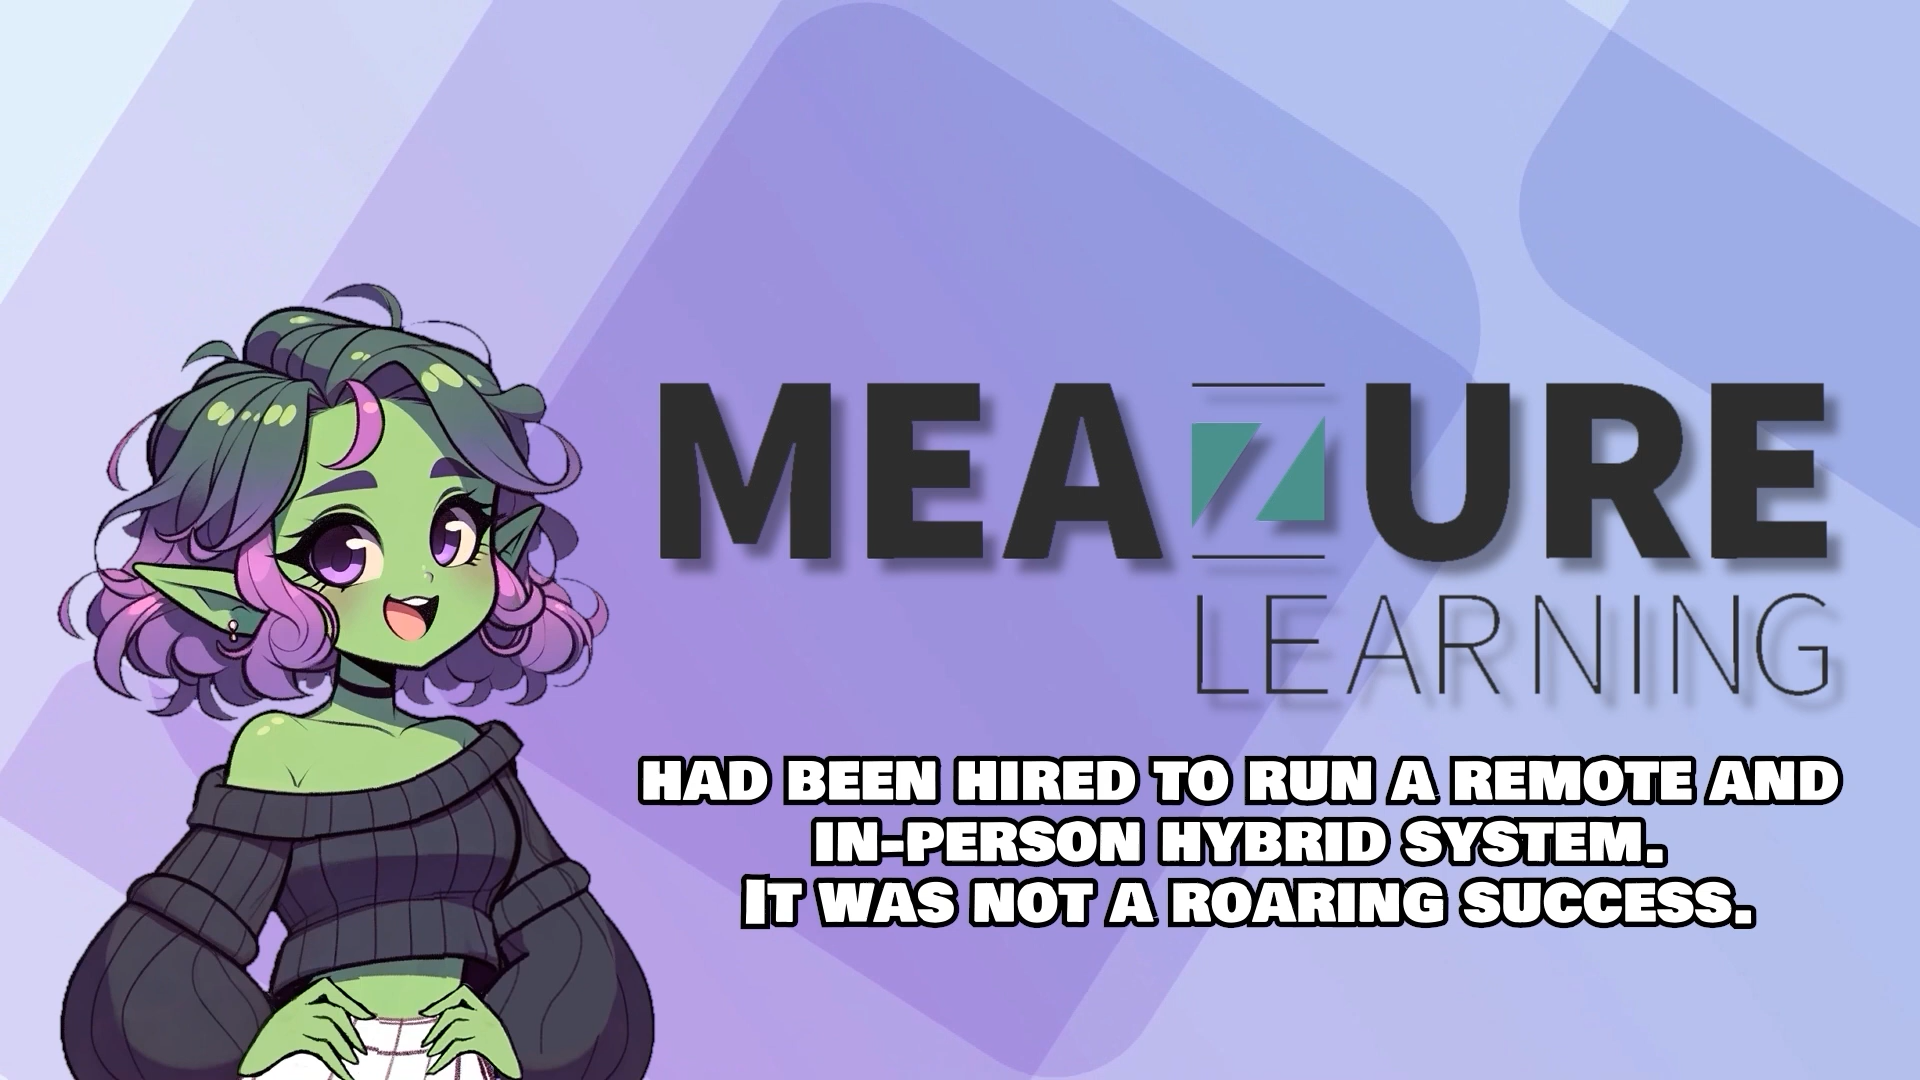 MEAZURE
LEARNING
HAD BEEN HIRED TO RUN A REMOTE AND
IN-PERSON HYBRID SYSTEM.
IT WAS NOT A ROARING SUCCESS.